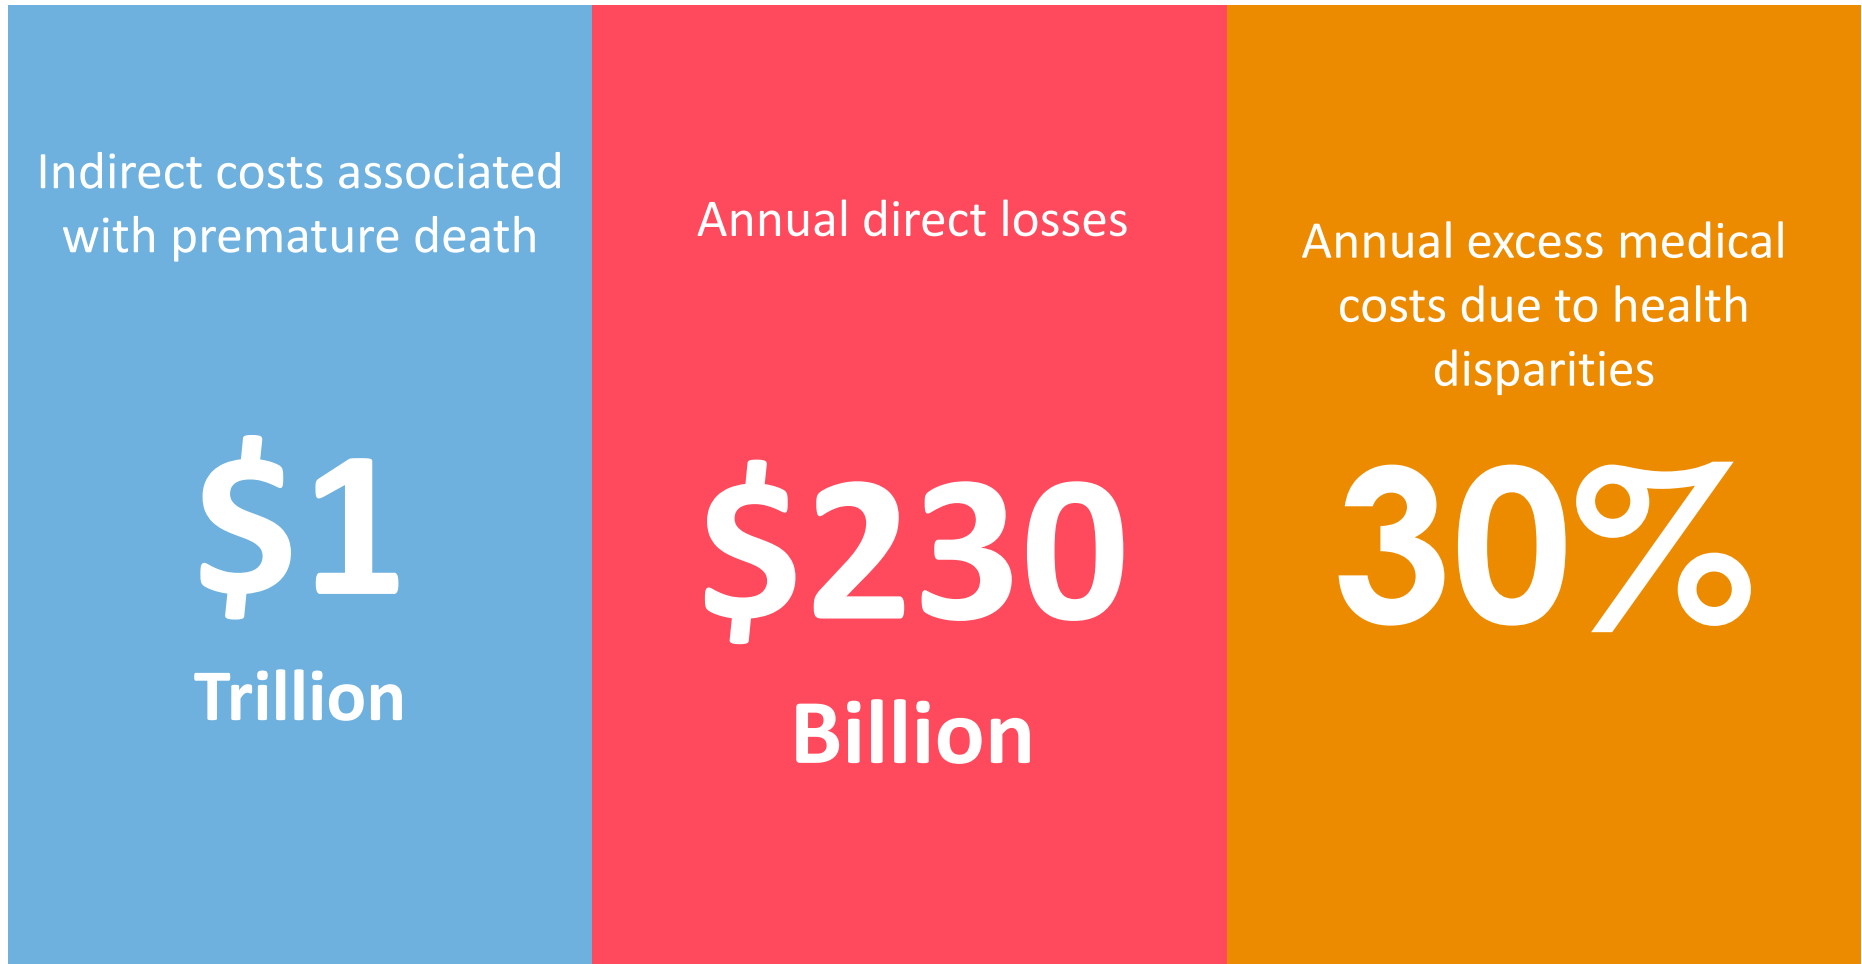 Indirect costs associated
with premature death
$1
Trillion
Annual direct losses
$230
Billion
Annual excess medical
costs due to health
disparities
30%